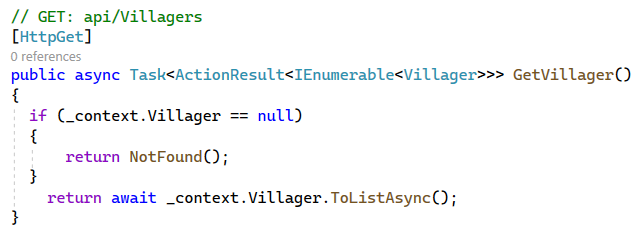 // GET: api/Villagers
[HttpGet]
0 references
public async Task<ActionResult<IEnumerable<Villager>>> GetVillager()
{
if (_context.Villager == null)
{
return NotFound();
}
return await _context.Villager.ToListAsync();
}